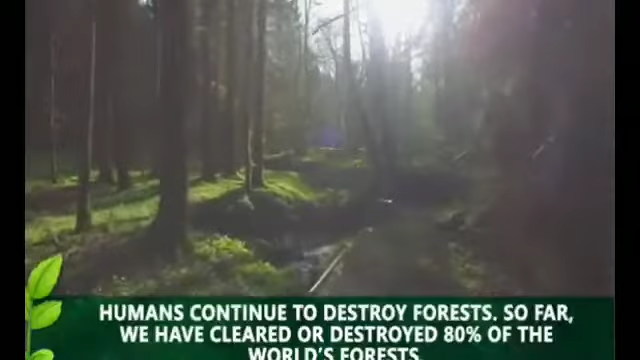 HUMANS CONTINUE TO DESTROY FORESTS. SO FAR,
WE HAVE CLEARED OR DESTROYED 80% OF THE
WORLD'S FORESTS.